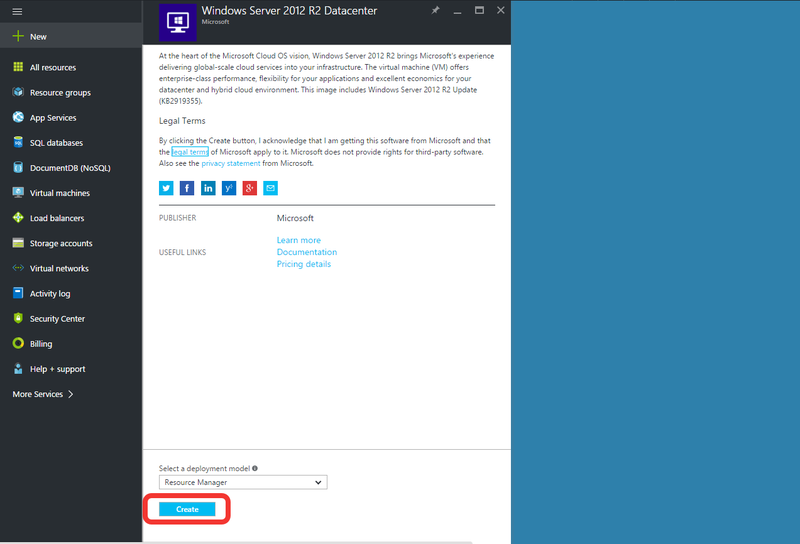 New
All resources
Resource groups
App Services
SQL databases
DocumentDB (NoSQL)
Virtual machines
Load balancers
Storage accounts
Virtual networks
Activity log
Security Center
Billing
Help + support
More Services
Windows Server 2012 R2 Datacenter
Microsoft
At the heart of the Microsoft Cloud OS vision, Windows Server 2012 R2 brings Microsoft's experience
delivering global-scale cloud services into your infrastructure. The virtual machine (VM) offers
enterprise-class performance, flexibility for your applications and excellent economics for your
datacenter and hybrid cloud environment. This image includes Windows Server 2012 R2 Update
(KB2919355).
Legal Terms
By clicking the Create button, I acknowledge that I am getting this software from Microsoft and that
the legal terms of Microsoft apply to it. Microsoft does not provide rights for third-party software.
Also see the privacy statement from Microsoft.
PUBLISHER Microsoft
USEFUL LINKS
Learn more
Documentation
Pricing details
Select a deployment model
Resource Manager
Create